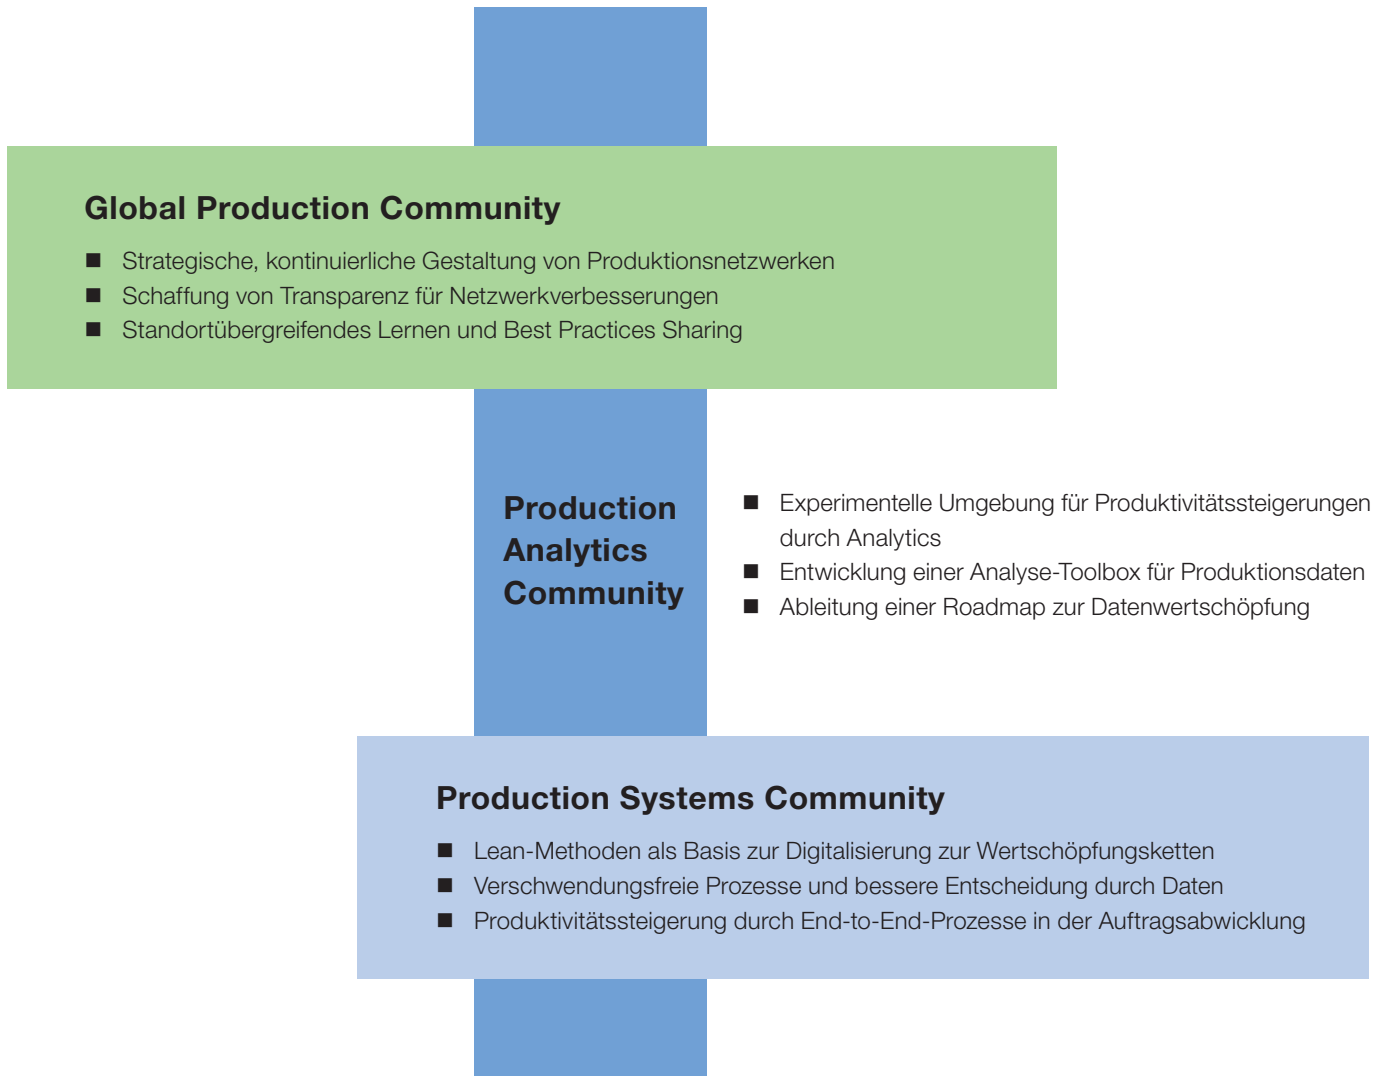 Global Production Community
■ Strategische, kontinuierliche Gestaltung von Produktionsnetzwerken
■ Schaffung von Transparenz für Netzwerkverbesserungen
■ Standortübergreifendes Lernen und Best Practices Sharing
Production
Analytics
Community
■ Experimentelle Umgebung für Produktivitätssteigerungen
durch Analytics
■ Entwicklung einer Analyse-Toolbox für Produktionsdaten
■ Ableitung einer Roadmap zur Datenwertschöpfung
Production Systems Community
■ Lean-Methoden als Basis zur Digitalisierung zur Wertschöpfungsketten
■ Verschwendungsfreie Prozesse und bessere Entscheidung durch Daten
■ Produktivitätssteigerung durch End-to-End-Prozesse in der Auftragsabwicklung